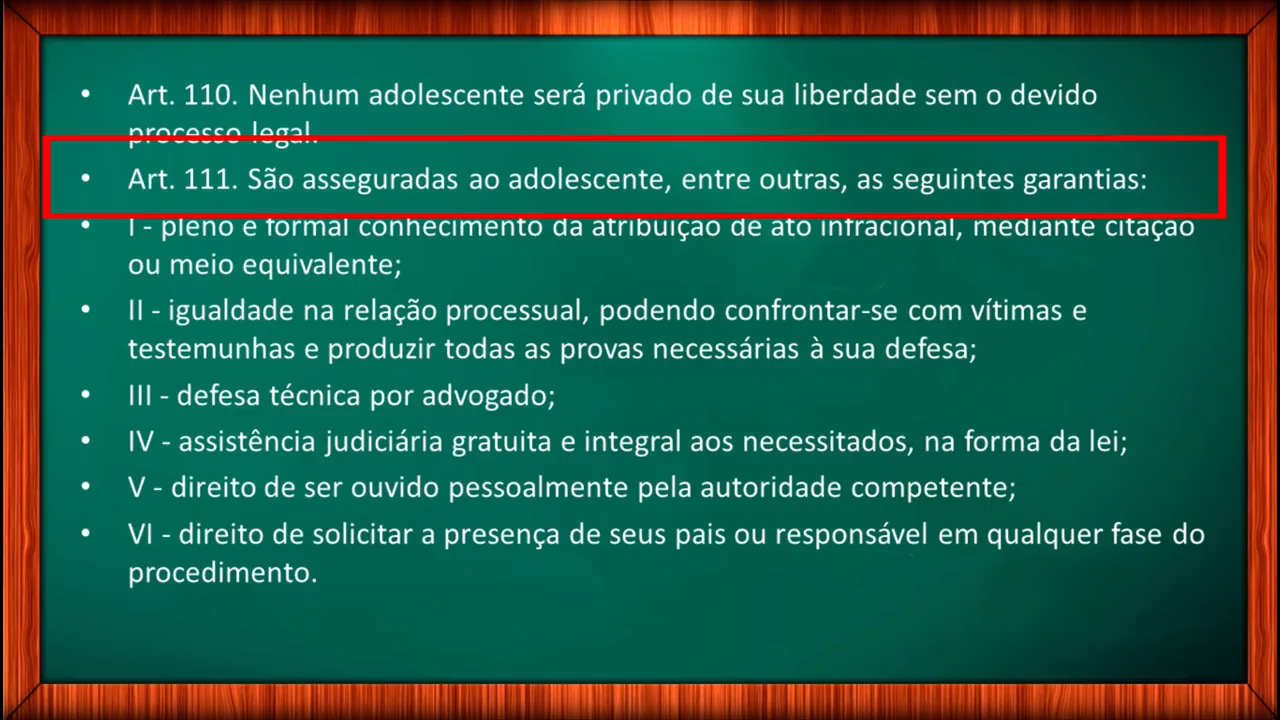 • Art. 110. Nenhum adolescente será privado de sua liberdade sem o devido
processo legal.
• Art. 111. São asseguradas ao adolescente, entre outras, as seguintes garantias:
• I - pleno e formal conhecimento da atribuição de ato infracional, mediante citação
ou meio equivalente;
• II - igualdade na relação processual, podendo confrontar-se com vítimas e
testemunhas e produzir todas as provas necessárias à sua defesa;
• III - defesa técnica por advogado;
• IV - assistência judiciária gratuita e integral aos necessitados, na forma da lei;
• V - direito de ser ouvido pessoalmente pela autoridade competente;
• VI - direito de solicitar a presença de seus pais ou responsável em qualquer fase do
procedimento.